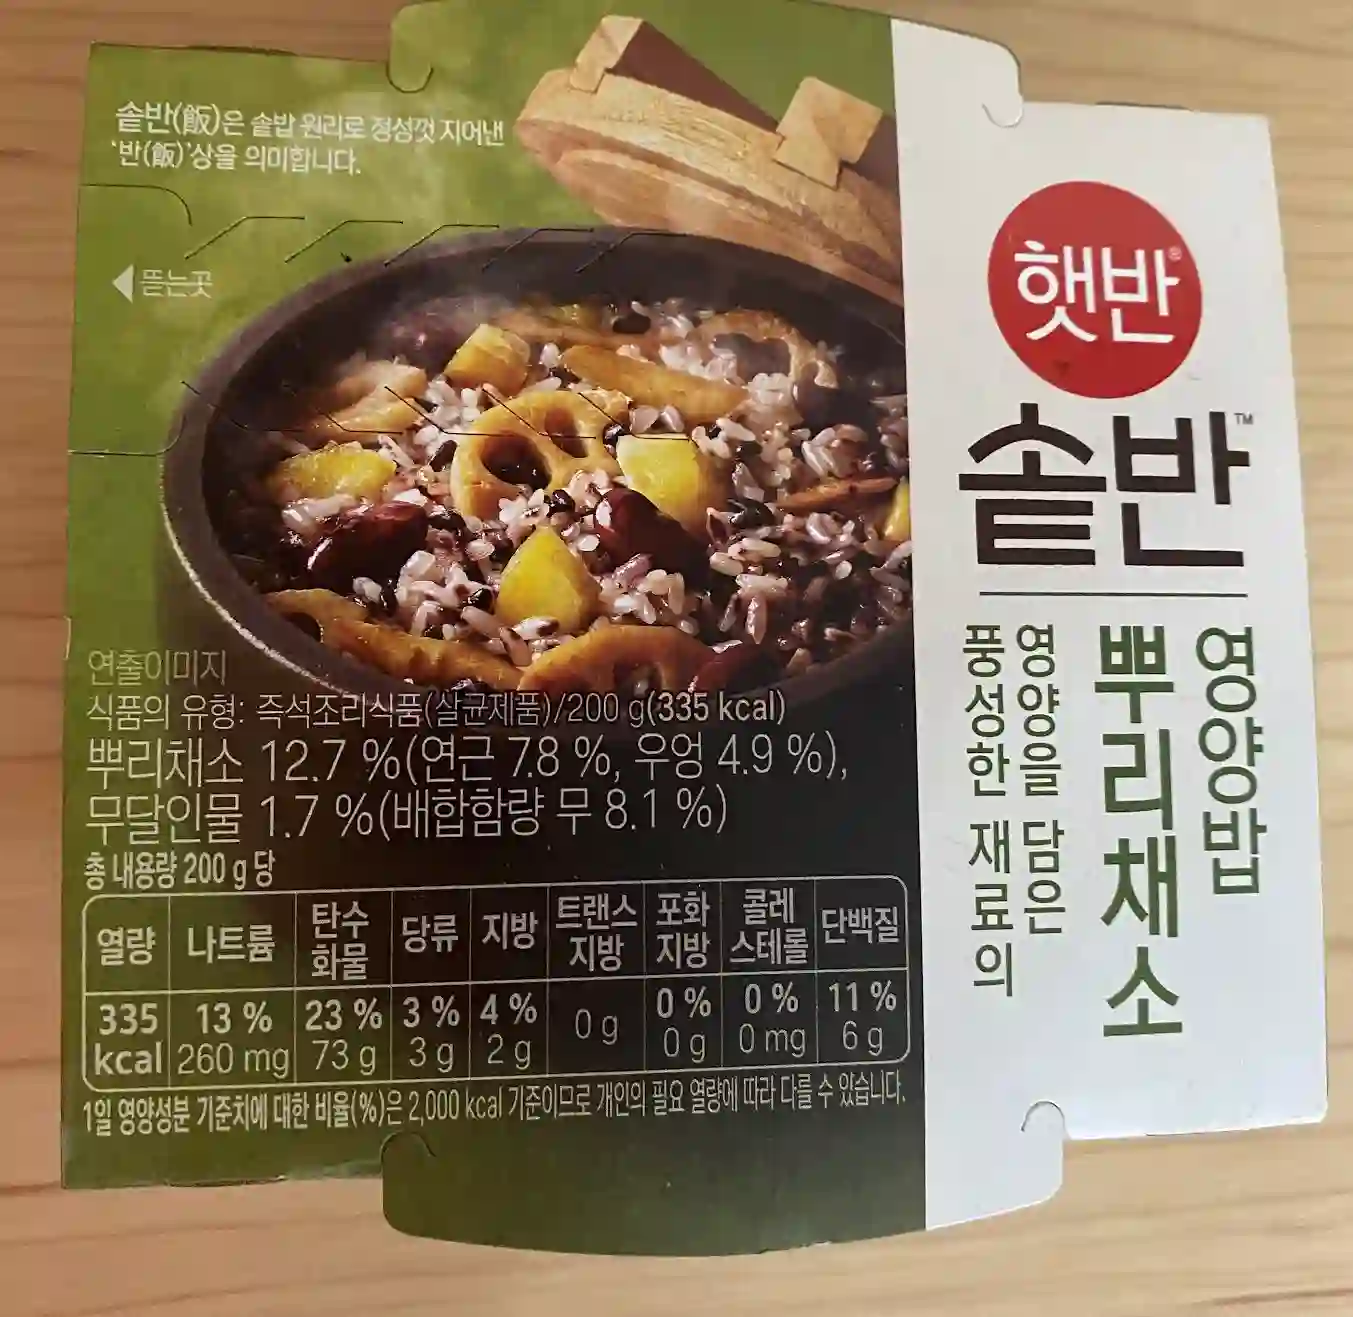 솥반(飯)은 솥밥 원리로 정성껏 지어낸
‘반(飯)’상을 의미합니다.
뜯는곳
햇반®
솥반™
영양밥
뿌리채소
영양을 담은
풍성한 재료의
연출이미지
식품의 유형: 즉석조리식품(살균제품)/200 g(335 kcal)
뿌리채소 12.7 %(연근 7.8 %, 우엉 4.9 %),
무달인물 1.7 %(배합함량 무 8.1 %)
총 내용량 200 g 당
열량 나트륨 탄수화물 당류 지방 트랜스지방 포화지방 콜레스테롤 단백질
335 13 % 23 % 3 % 4 % 0 g 0 % 0 % 11 %
kcal 260 mg 73 g 3 g 2 g 0 g 0 mg 6 g
1일 영양성분 기준치에 대한 비율(%)은 2,000 kcal 기준이므로 개인의 필요 열량에 따라 다를 수 있습니다.